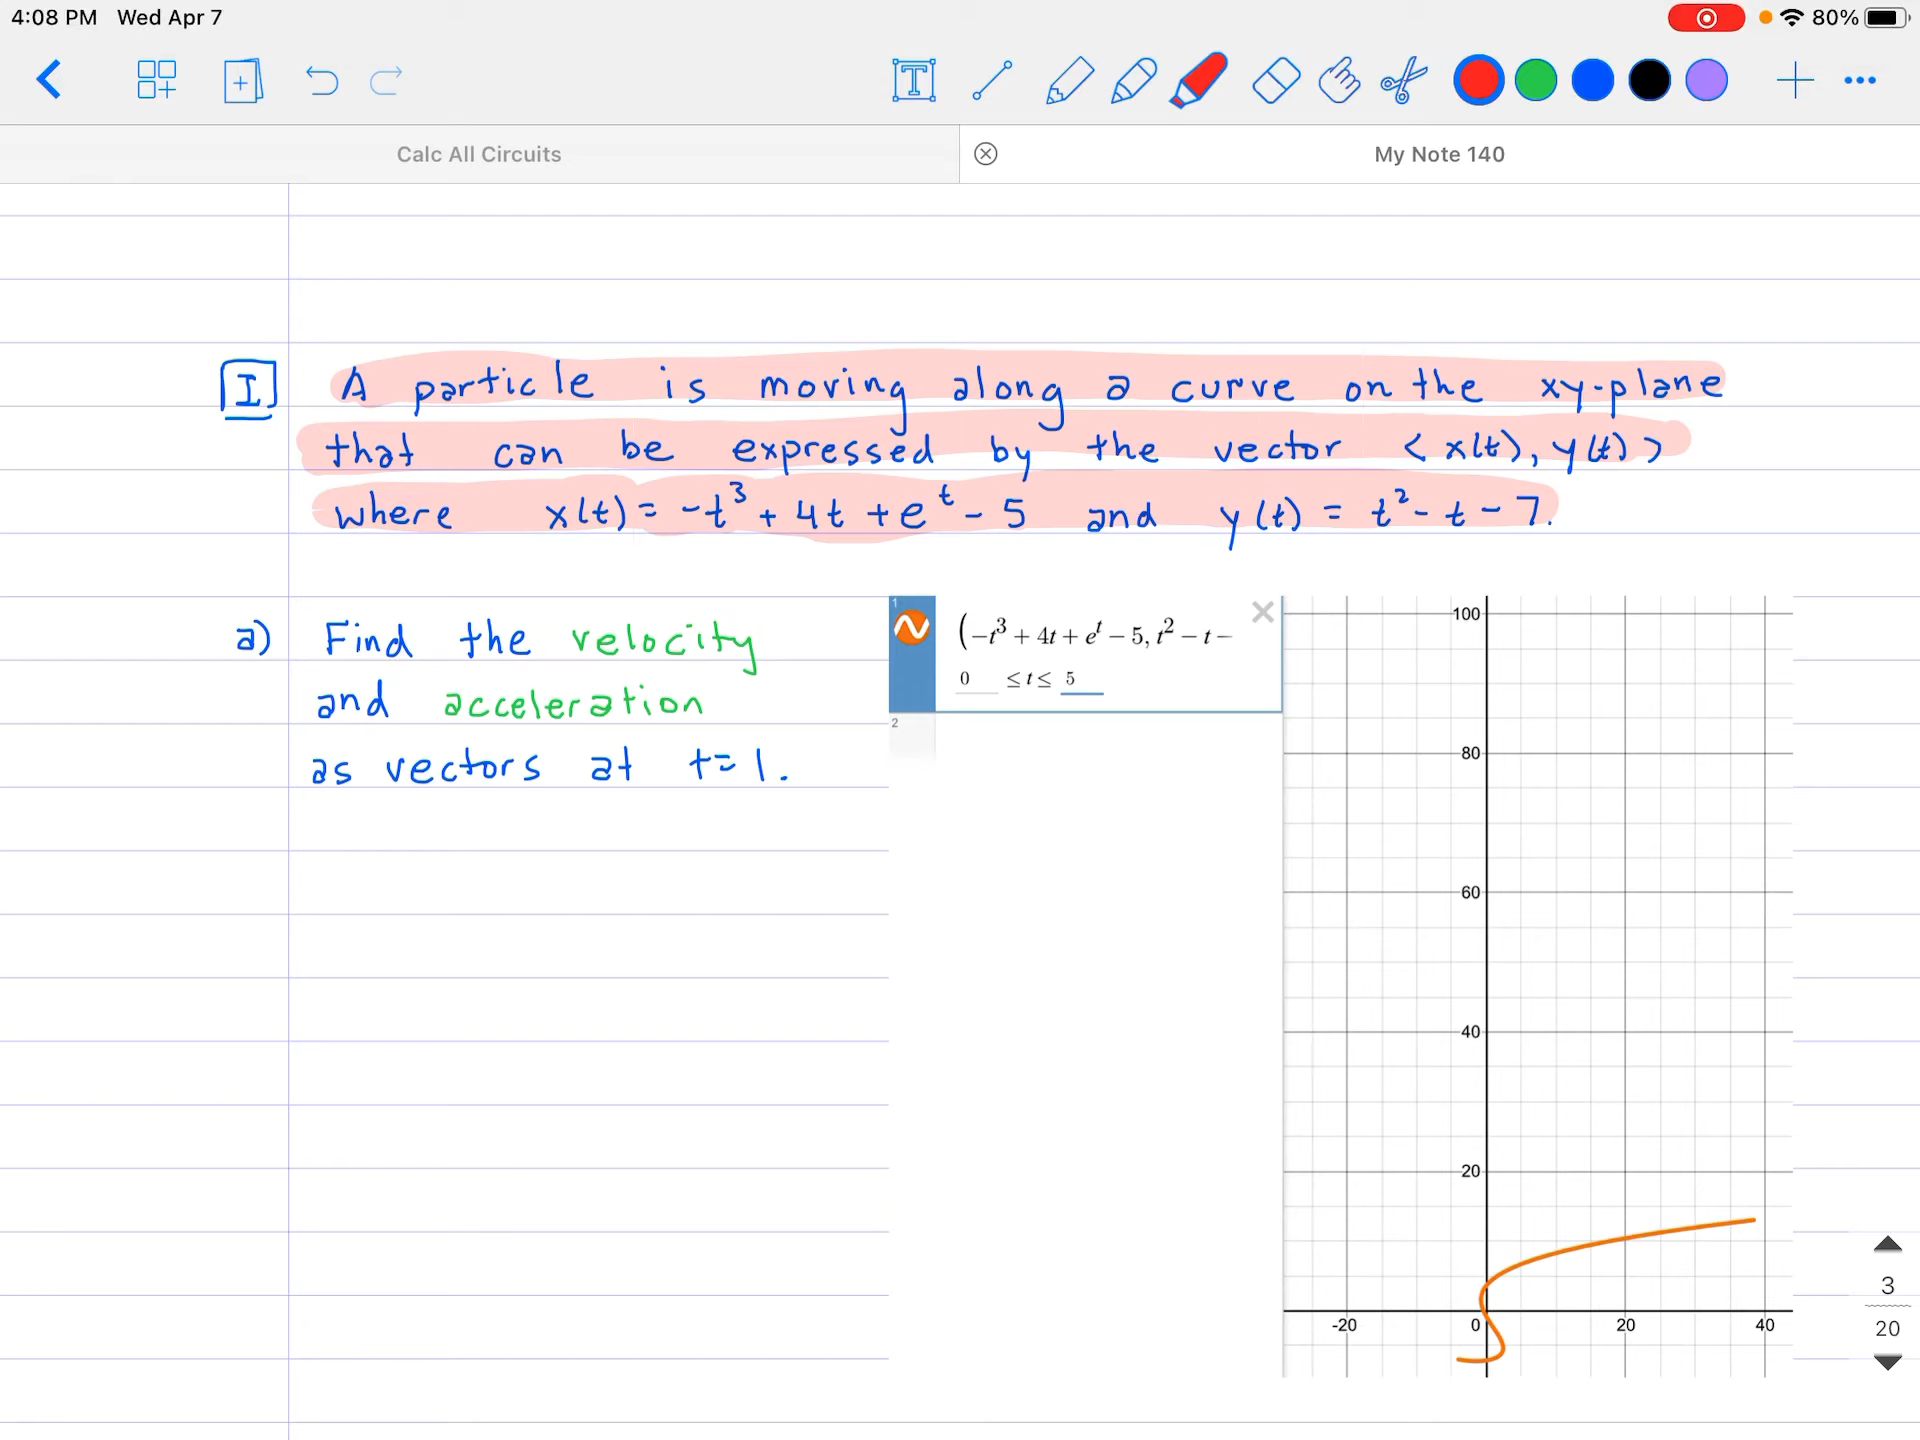 4:08 PM Wed Apr 7
80%
T
Calc All Circuits
My Note 140
I A particle is moving along a curve on the xy-plane
that can be expressed by the vector <x(t), y(t)>
where x(t) = -t³ + 4t + e^t - 5 and y(t) = t² - t - 7.
a) Find the velocity
and acceleration
as vectors at t=1.
1
(-t³ + 4t + e^t - 5, t² - t -
0 ≤ t ≤ 5
2
100
80
60
40
20
-20 0 20 40
3
20